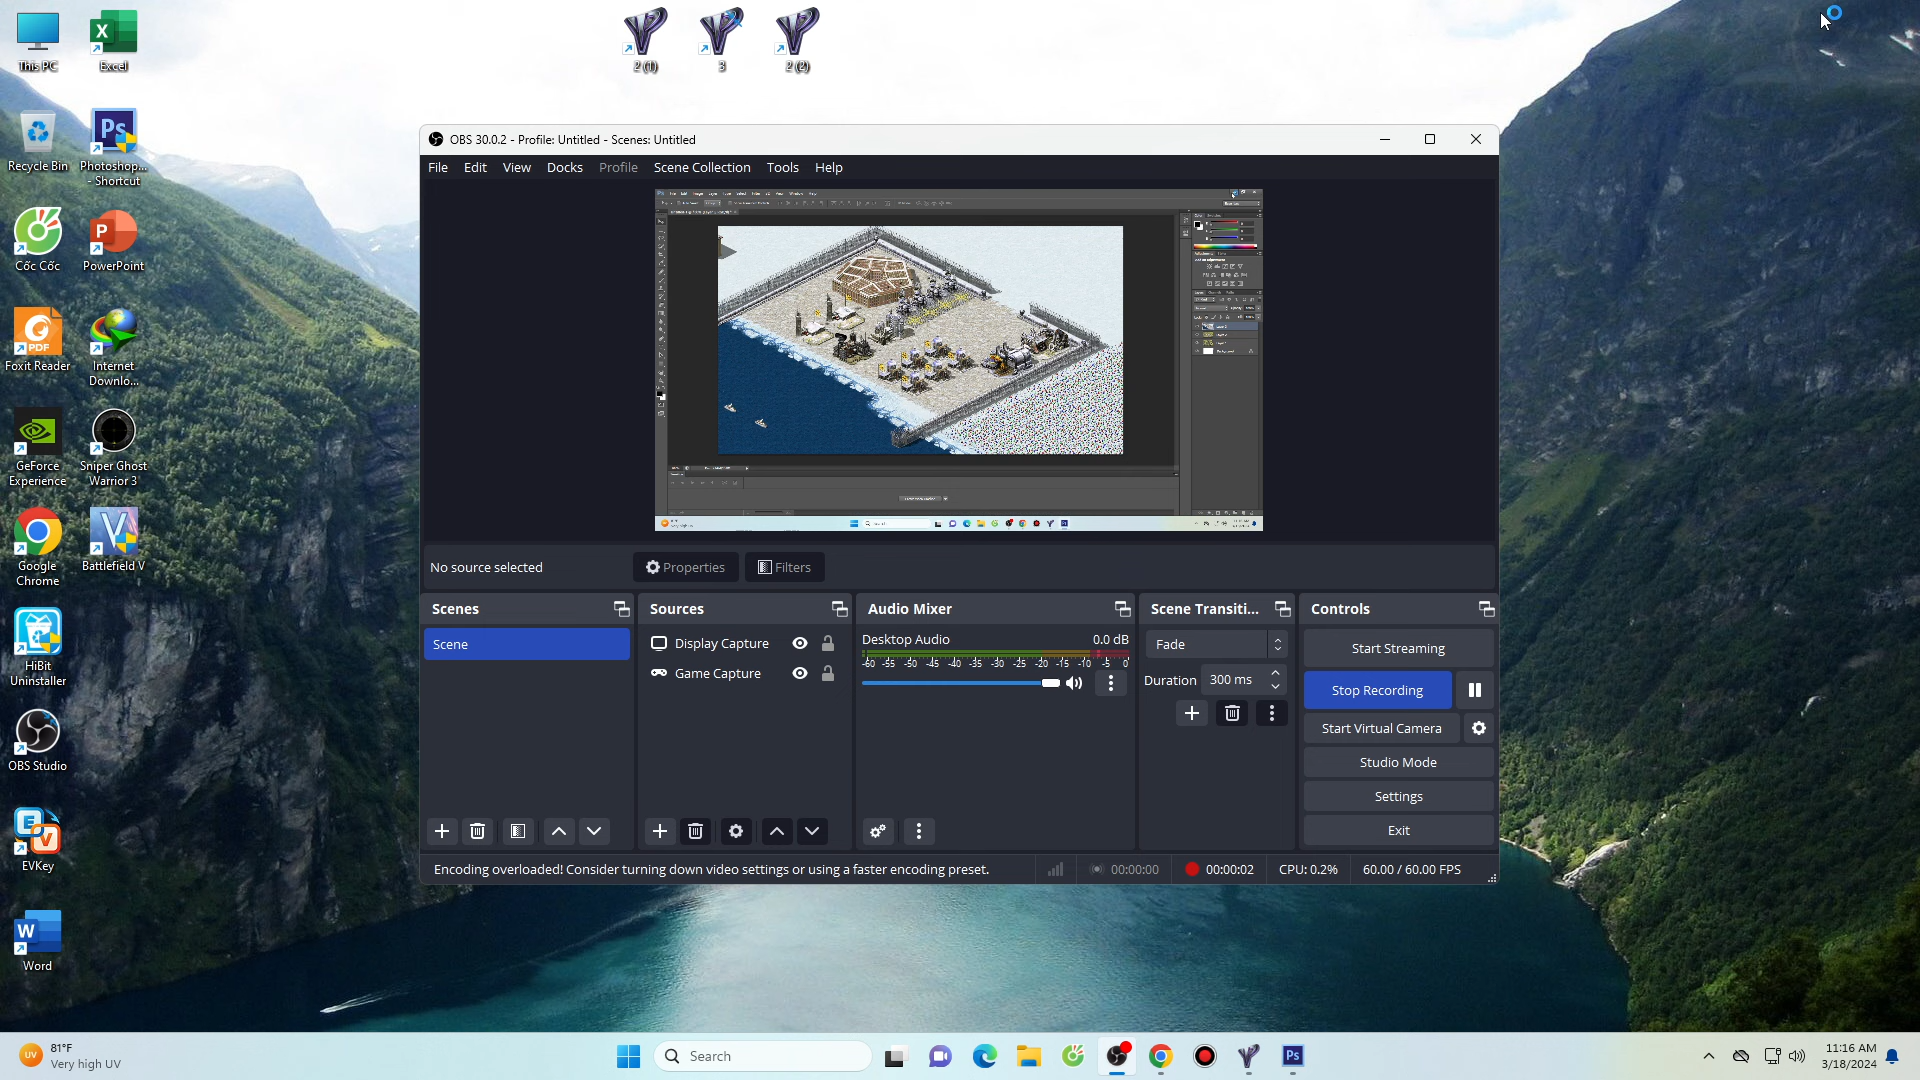 This PC
Excel
2 (1)
3
2 (2)
Recycle Bin
Photoshop...
- Shortcut
Cốc Cốc
PowerPoint
Foxit Reader
Internet
Downlo...
GeForce
Experience
Sniper Ghost
Warrior 3
Google
Chrome
Battlefield V
HiBit
Uninstaller
OBS Studio
EVKey
Word
OBS 30.0.2 - Profile: Untitled - Scenes: Untitled
File Edit View Docks Profile Scene Collection Tools Help
No source selected
Properties
Filters
Scenes
Scene
Sources
Display Capture
Game Capture
Audio Mixer
Desktop Audio 0.0 dB
-60 -55 -50 -45 -40 -35 -30 -25 -20 -15 -10 -5 0
Scene Transiti...
Fade
Duration 300 ms
Controls
Start Streaming
Stop Recording
Start Virtual Camera
Studio Mode
Settings
Exit
Encoding overloaded! Consider turning down video settings or using a faster encoding preset.
00:00:00
00:00:02
CPU: 0.2%
60.00 / 60.00 FPS
UV
81°F
Very high UV
Search
11:16 AM
3/18/2024